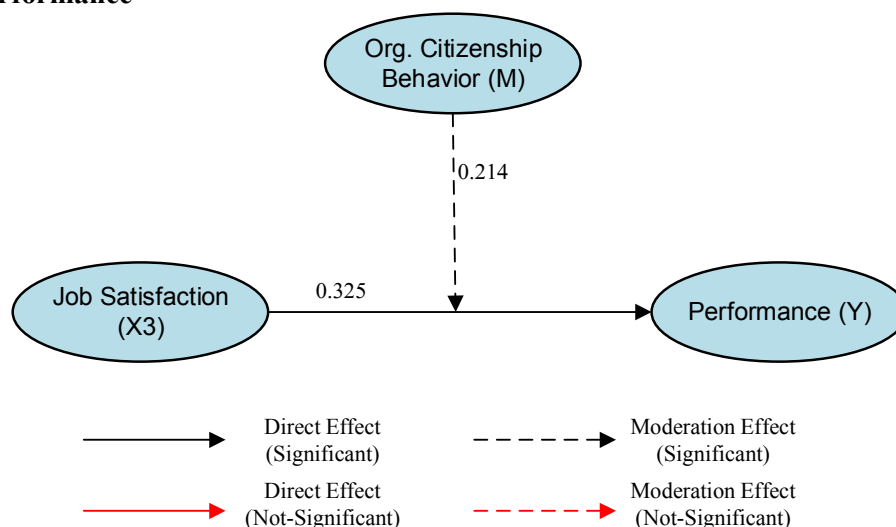 Org. Citizenship
Behavior (M)
0.214
Job Satisfaction
(X3)
0.325
Performance (Y)
Direct Effect
(Significant)
Moderation Effect
(Significant)
Direct Effect
(Not-Significant)
Moderation Effect
(Not-Significant)